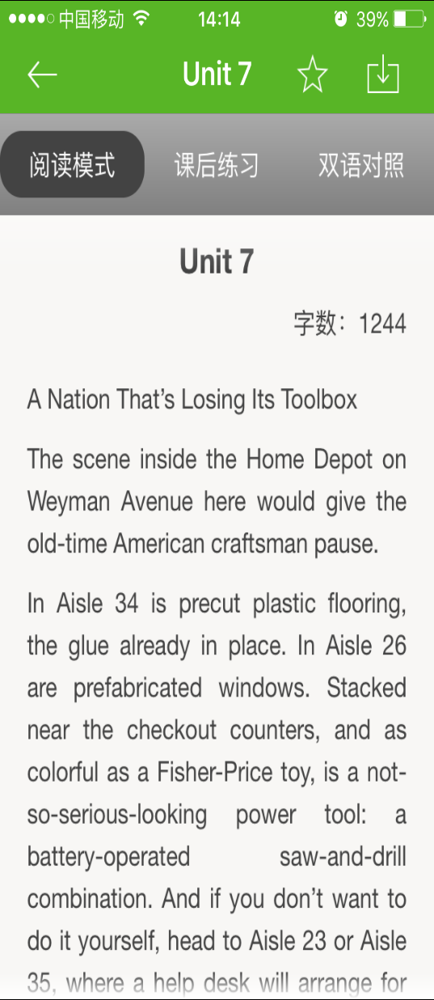 中国移动 14:14 39%
Unit 7
阅读模式 课后练习 双语对照
Unit 7
字数：1244
A Nation That’s Losing Its Toolbox
The scene inside the Home Depot on
Weyman Avenue here would give the
old-time American craftsman pause.
In Aisle 34 is precut plastic flooring,
the glue already in place. In Aisle 26
are prefabricated windows. Stacked
near the checkout counters, and as
colorful as a Fisher-Price toy, is a not-
so-serious-looking power tool: a
battery-operated saw-and-drill
combination. And if you don’t want to
do it yourself, head to Aisle 23 or Aisle
35, where a help desk will arrange for